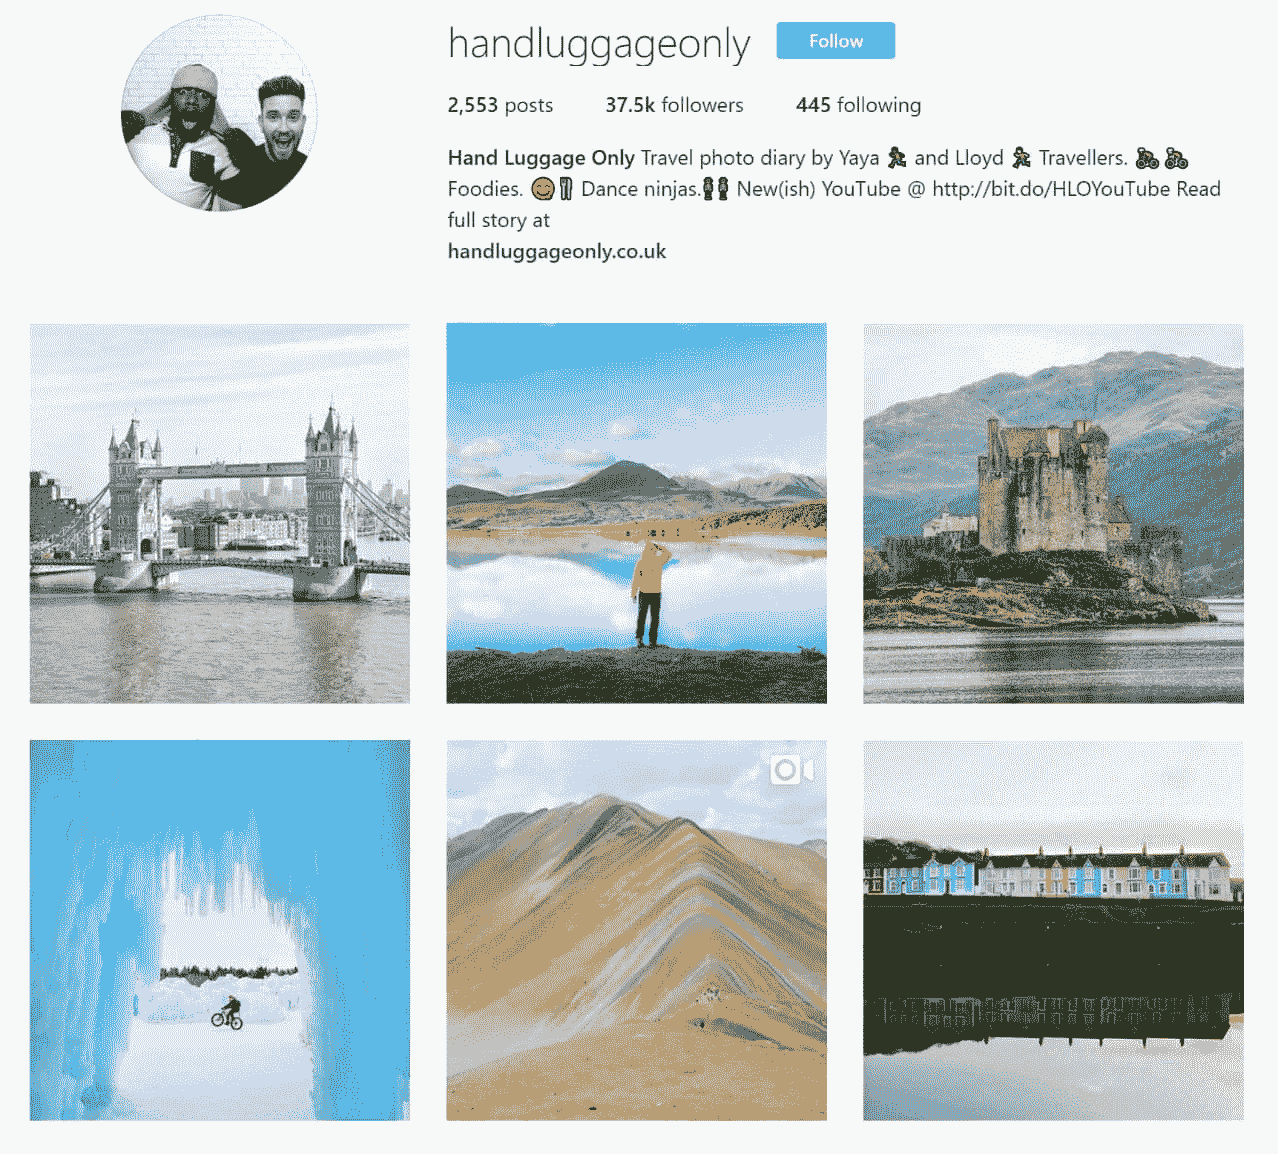 handluggageonly Follow
2,553 posts 37.5k followers 445 following
Hand Luggage Only Travel photo diary by Yaya 🏃 and Lloyd 🏃 Travellers. 🚴🚴
Foodies. 😊🍴 Dance ninjas.👯 New(ish) YouTube @ http://bit.do/HLOYouTube Read
full story at
handluggageonly.co.uk